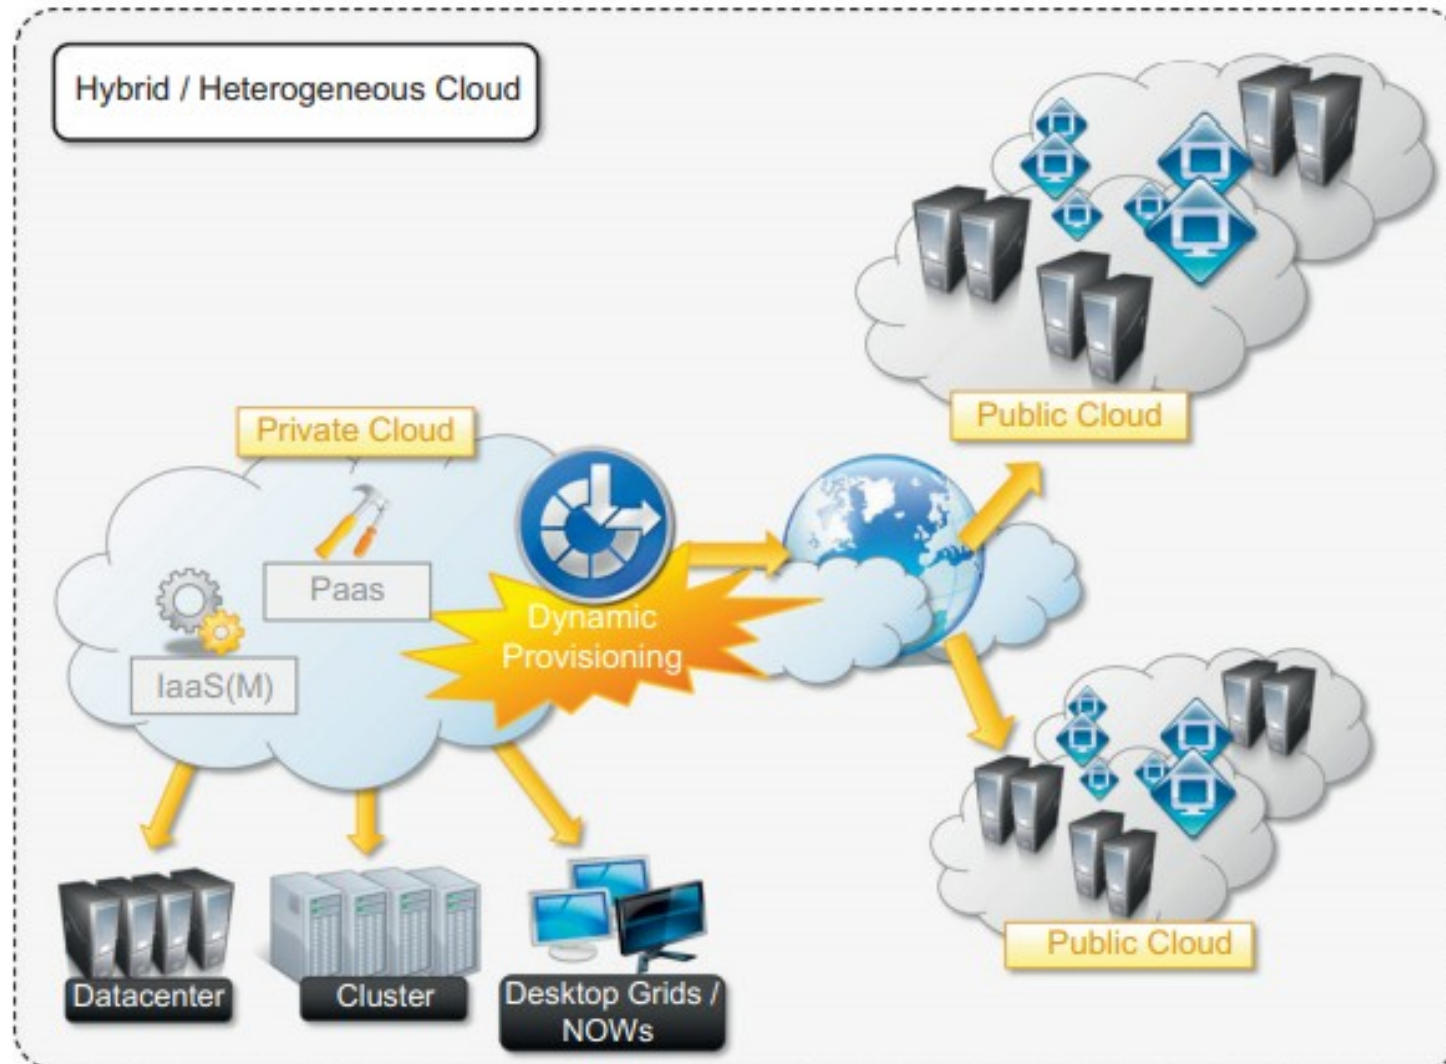 Hybrid / Heterogeneous Cloud
Public Cloud
Private Cloud
Paas
Dynamic
Provisioning
IaaS(M)
Public Cloud
Datacenter
Cluster
Desktop Grids /
NOWs